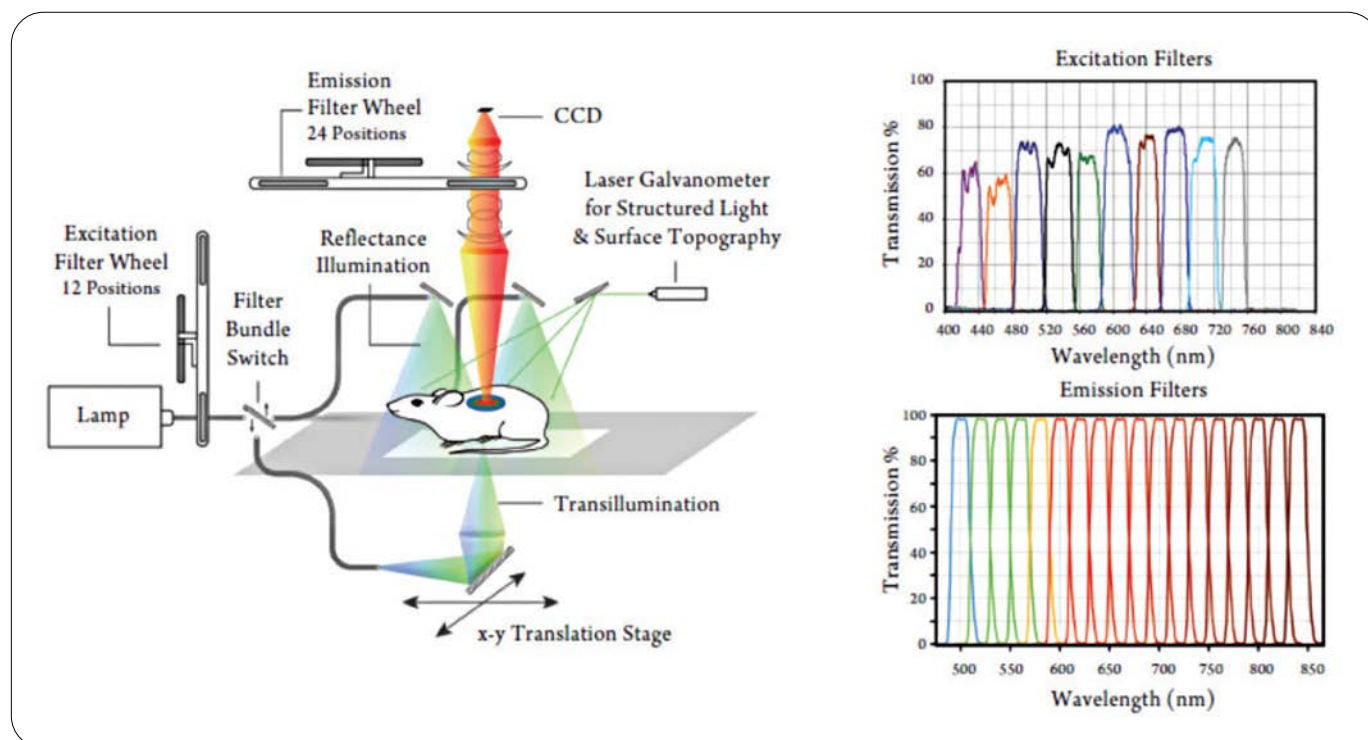 Emission
Filter Wheel
24 Positions
CCD
Laser Galvanometer
for Structured Light
& Surface Topography
Excitation
Filter Wheel
12 Positions
Reflectance
Illumination
Filter
Bundle
Switch
Lamp
Transillumination
x-y Translation Stage
Excitation Filters
Transmission %
100
80
60
40
20
0
400 440 480 520 560 600 640 680 720 760 800 840
Wavelength (nm)
Emission Filters
Transmission %
100
80
60
40
20
0
500 550 600 650 700 750 800 850
Wavelength (nm)